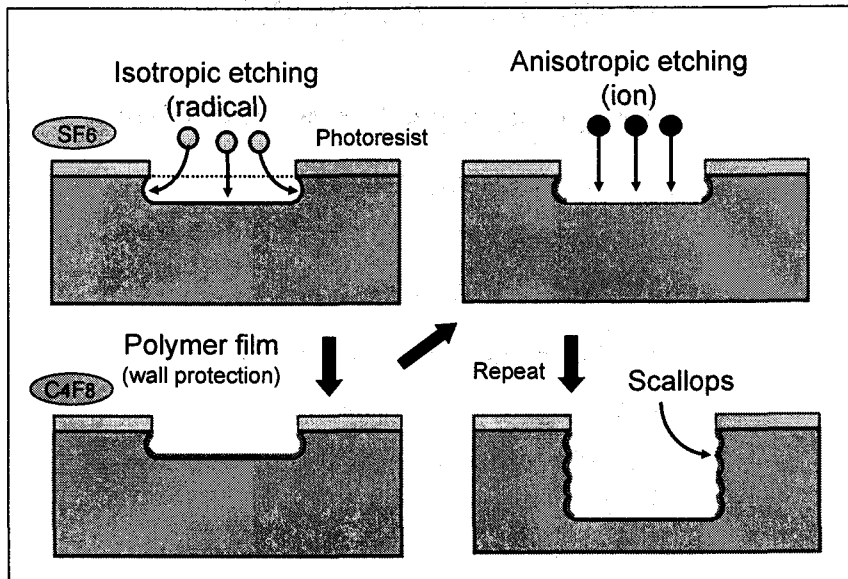 Isotropic etching
(radical)
SF6
Photoresist
Anisotropic etching
(ion)
Polymer film
(wall protection)
C4F8
Repeat
Scallops